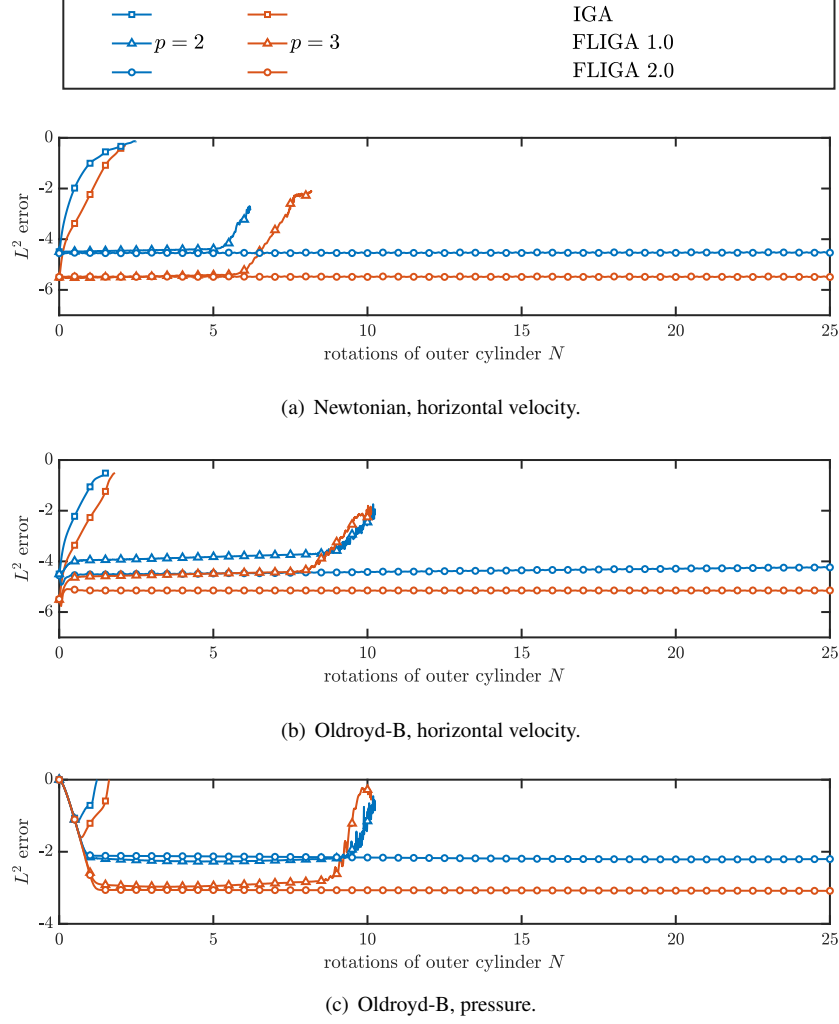 IGA
p = 2 p = 3 FLIGA 1.0
FLIGA 2.0
0
-2
-4
-6
L² error
0 5 10 15 20 25
rotations of outer cylinder N
(a) Newtonian, horizontal velocity.
0
-2
-4
-6
L² error
0 5 10 15 20 25
rotations of outer cylinder N
(b) Oldroyd-B, horizontal velocity.
0
-2
-4
L² error
0 5 10 15 20 25
rotations of outer cylinder N
(c) Oldroyd-B, pressure.